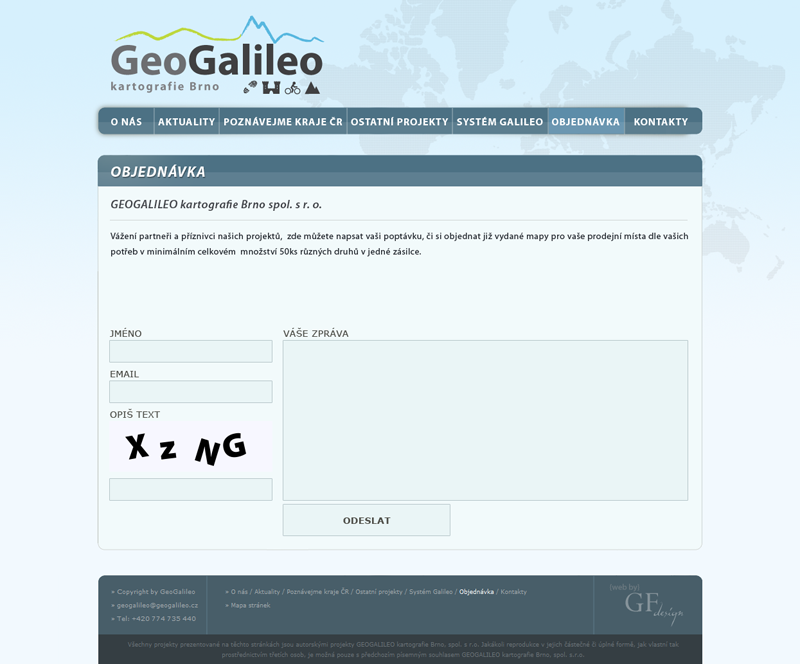 GeoGalileo
kartografie Brno
O NÁS
AKTUALITY
POZNÁVEJME KRAJE ČR
OSTATNÍ PROJEKTY
SYSTÉM GALILEO
OBJEDNÁVKA
KONTAKTY
OBJEDNÁVKA
GEOGALILEO kartografie Brno spol. s r. o.
Vážení partneři a příznivci našich projektů, zde můžete napsat vaši poptávku, či si objednat již vydané mapy pro vaše prodejní místa dle vašich
potřeb v minimálním celkovém množství 50ks různých druhů v jedné zásilce.
JMÉNO
VÁŠE ZPRÁVA
EMAIL
OPIŠ TEXT
X z NG
ODESLAT
» Copyright by GeoGalileo
» geogalileo@geogalileo.cz
» Tel: +420 774 735 440
» O nás / Aktuality / Poznávejme kraje ČR / Ostatní projekty / Systém Galileo / Objednávka / Kontakty
» Mapa stránek
(web by)
GF design
Všechny projekty prezentované na těchto stránkách jsou autorskými projekty GEOGALILEO kartografie Brno, spol. s r.o. Jakákoli reprodukce v jejich částečné či úplné formě, jak vlastní tak
prostřednictvím třetích osob, je možná pouze s předchozím písemným souhlasem GEOGALILEO kartografie Brno, spol. s.r.o.